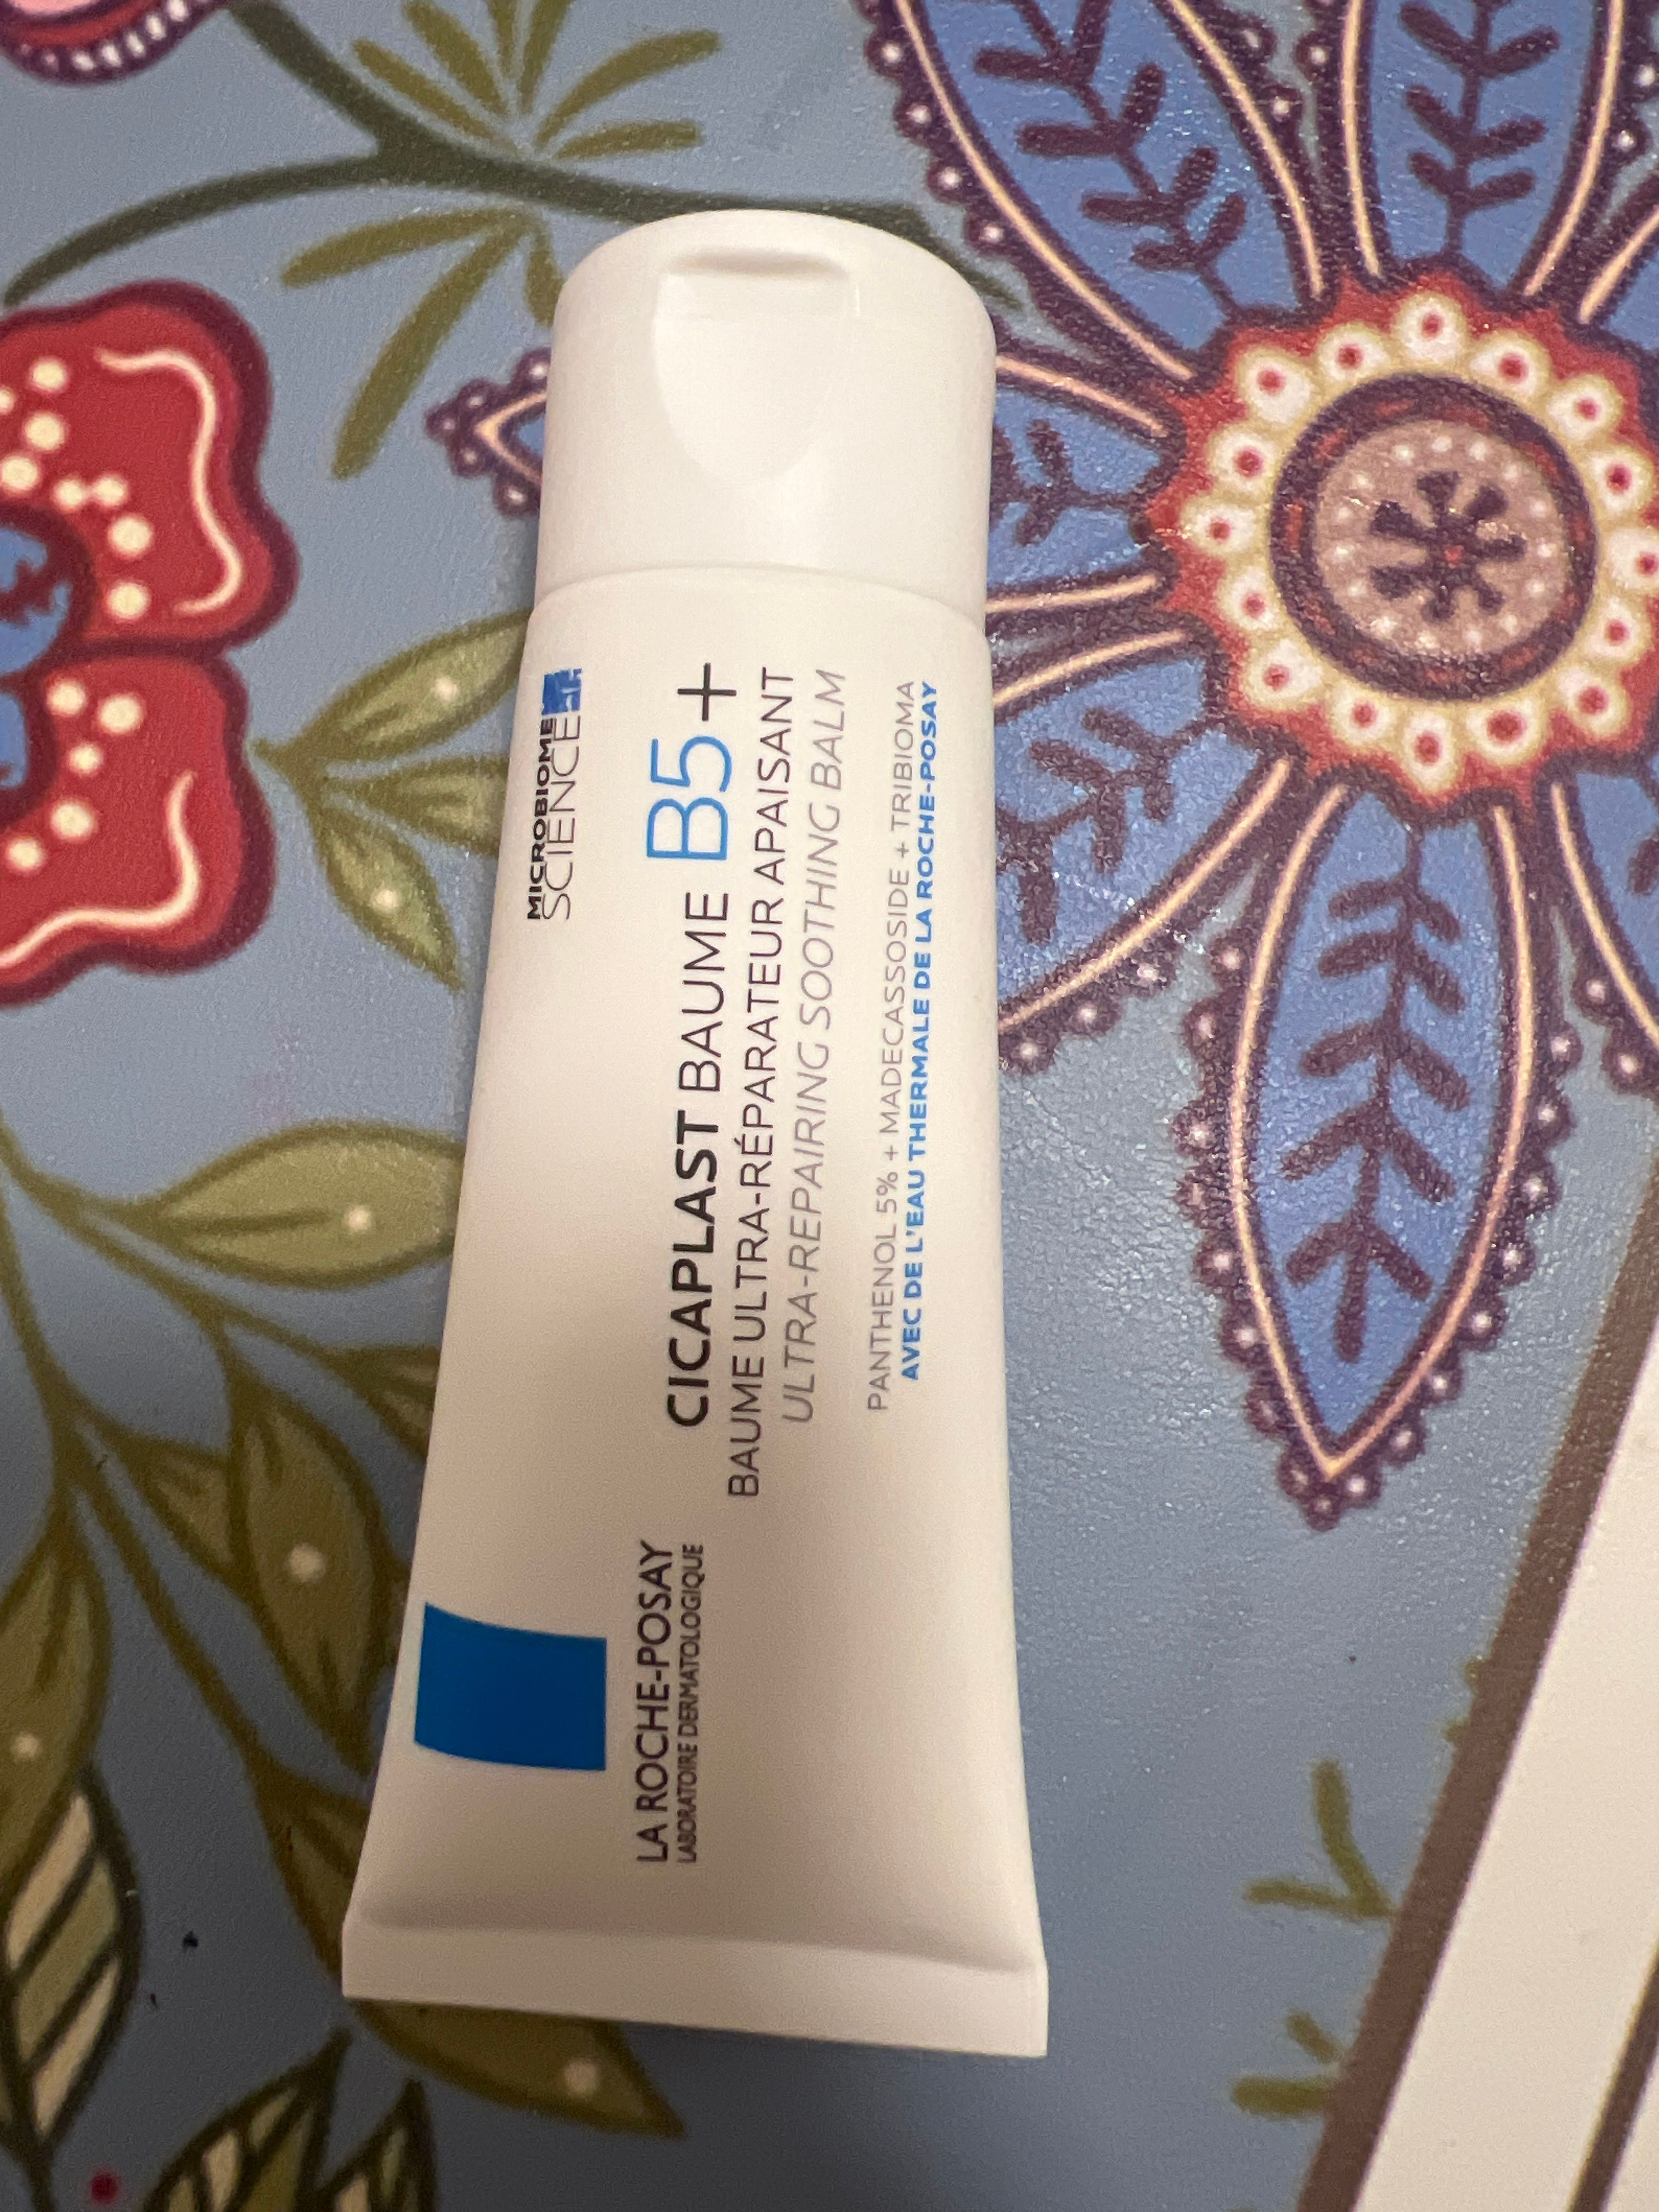 MICROBIOME
SCIENCE
CICAPLAST BAUME B5+
BAUME ULTRA-RÉPARATEUR APAISANT
ULTRA-REPAIRING SOOTHING BALM
PANTHENOL 5% + MADECASSOSIDE + TRIBIOMA
AVEC DE L'EAU THERMALE DE LA ROCHE-POSAY
LA ROCHE-POSAY
LABORATOIRE DERMATOLOGIQUE